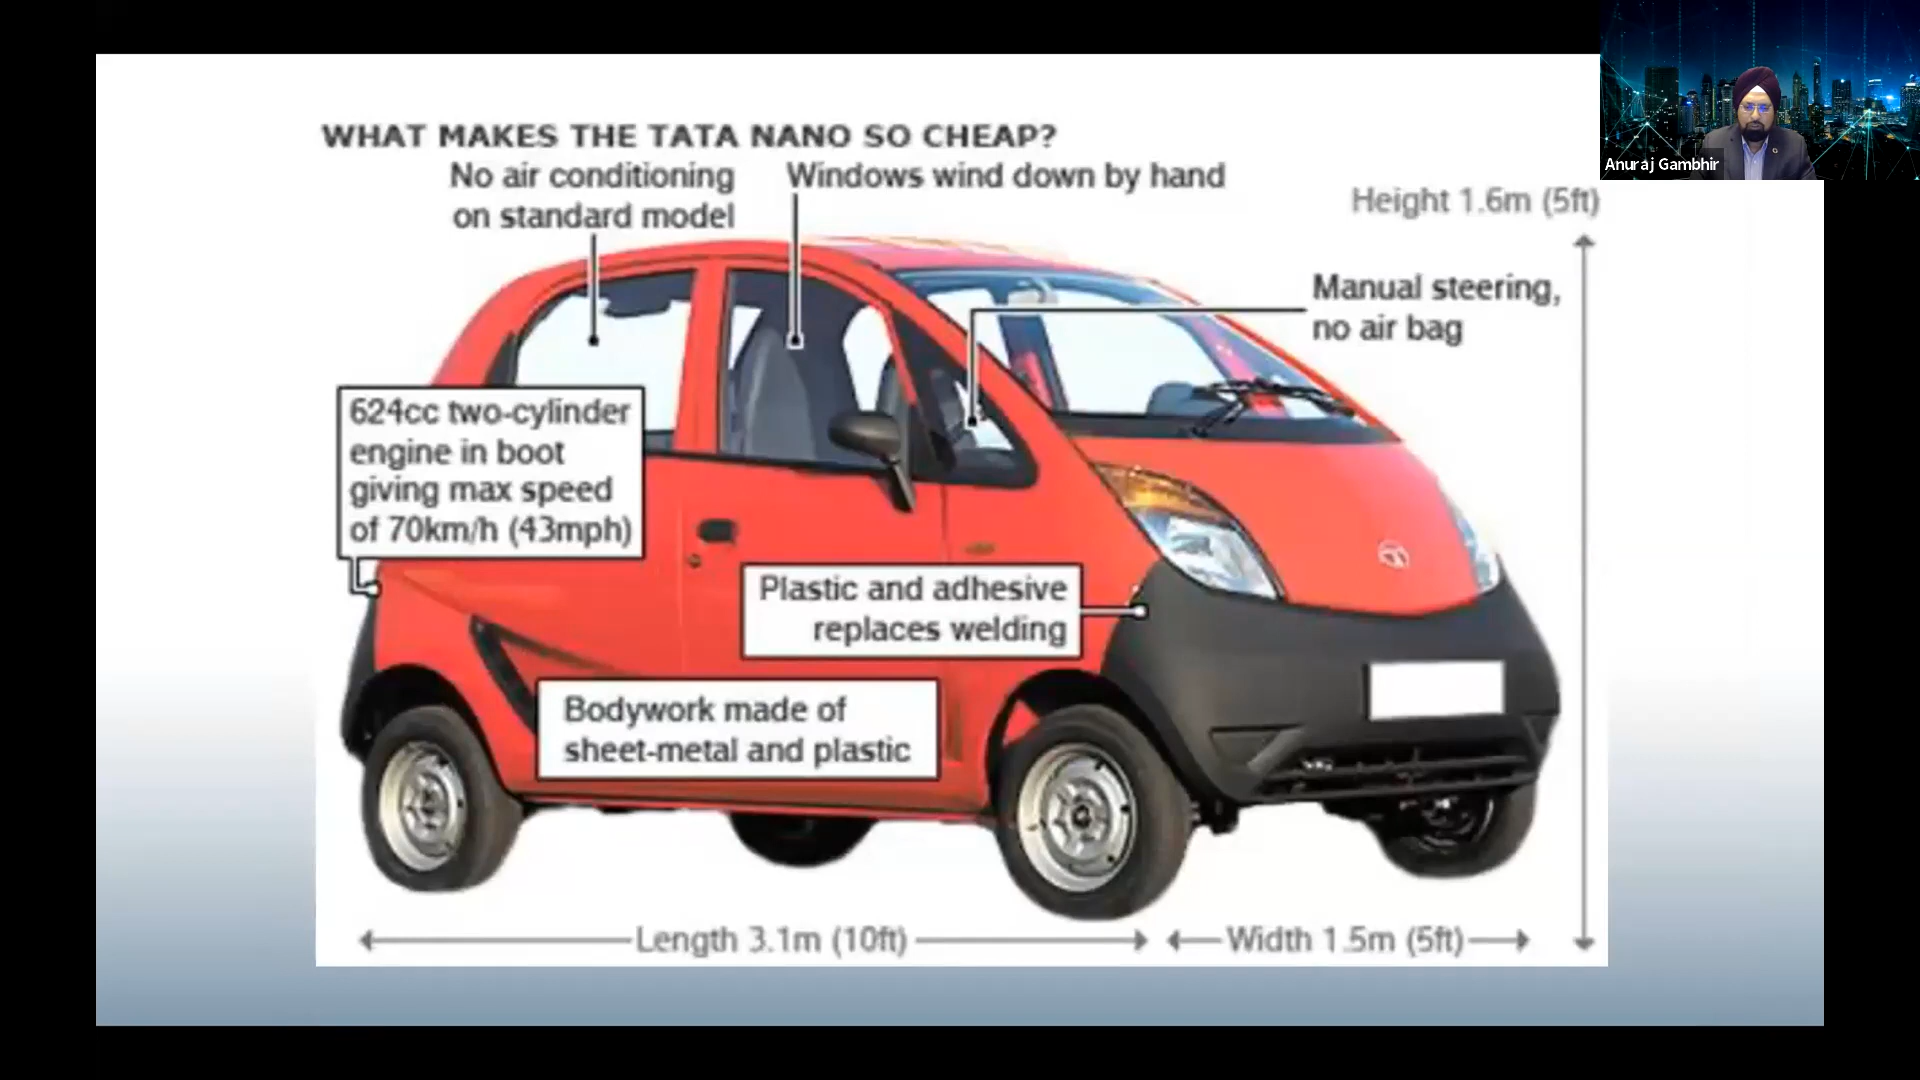 Anuraj Gambhir
WHAT MAKES THE TATA NANO SO CHEAP?
No air conditioning
on standard model
Windows wind down by hand
Height 1.6m (5ft)
Manual steering,
no air bag
624cc two-cylinder
engine in boot
giving max speed
of 70km/h (43mph)
Plastic and adhesive
replaces welding
Bodywork made of
sheet-metal and plastic
Length 3.1m (10ft)
Width 1.5m (5ft)